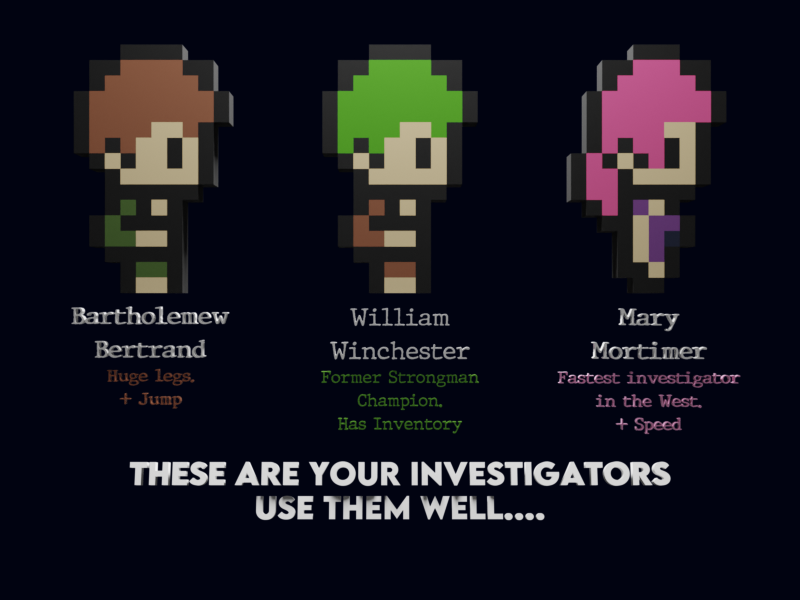 Bartholemew
Bertrand
Huge legs.
+ Jump
William
Winchester
Former Strongman
Champion.
Has Inventory
Mary
Mortimer
Fastest investigator
in the West.
+ Speed
THESE ARE YOUR INVESTIGATORS
USE THEM WELL....